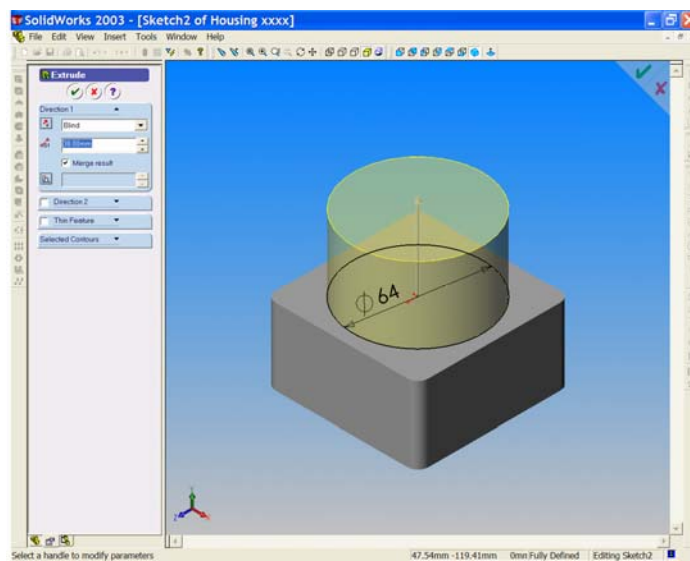 SolidWorks 2003 - [Sketch2 of Housing xxxx]
File Edit View Insert Tools Window Help
Extrude
Direction 1
Blind
Merge result
Direction 2
Thin Feature
Selected Contours
64
Select a handle to modify parameters
47.54mm -119.41mm 0mm Fully Defined Editing Sketch2